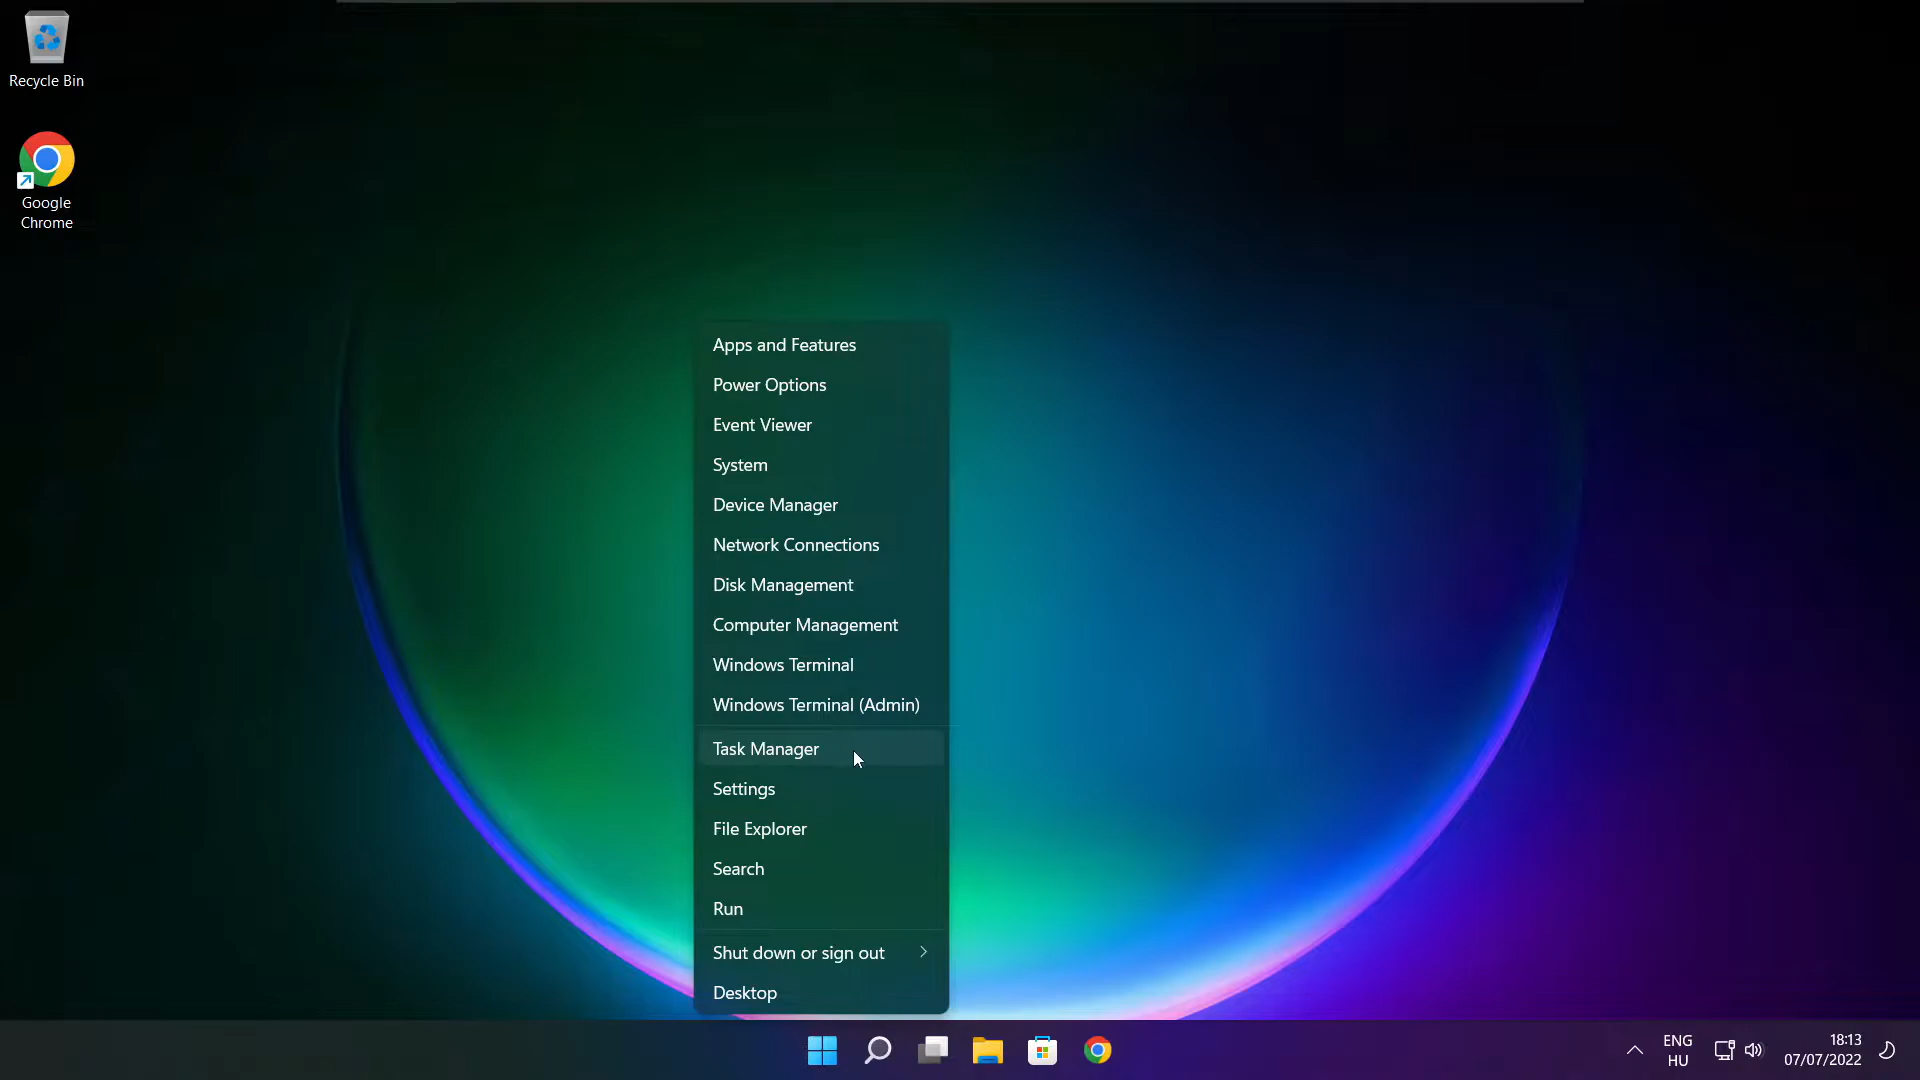 Recycle Bin
Google
Chrome
Apps and Features
Power Options
Event Viewer
System
Device Manager
Network Connections
Disk Management
Computer Management
Windows Terminal
Windows Terminal (Admin)
Task Manager
Settings
File Explorer
Search
Run
Shut down or sign out
Desktop
ENG
HU
18:13
07/07/2022